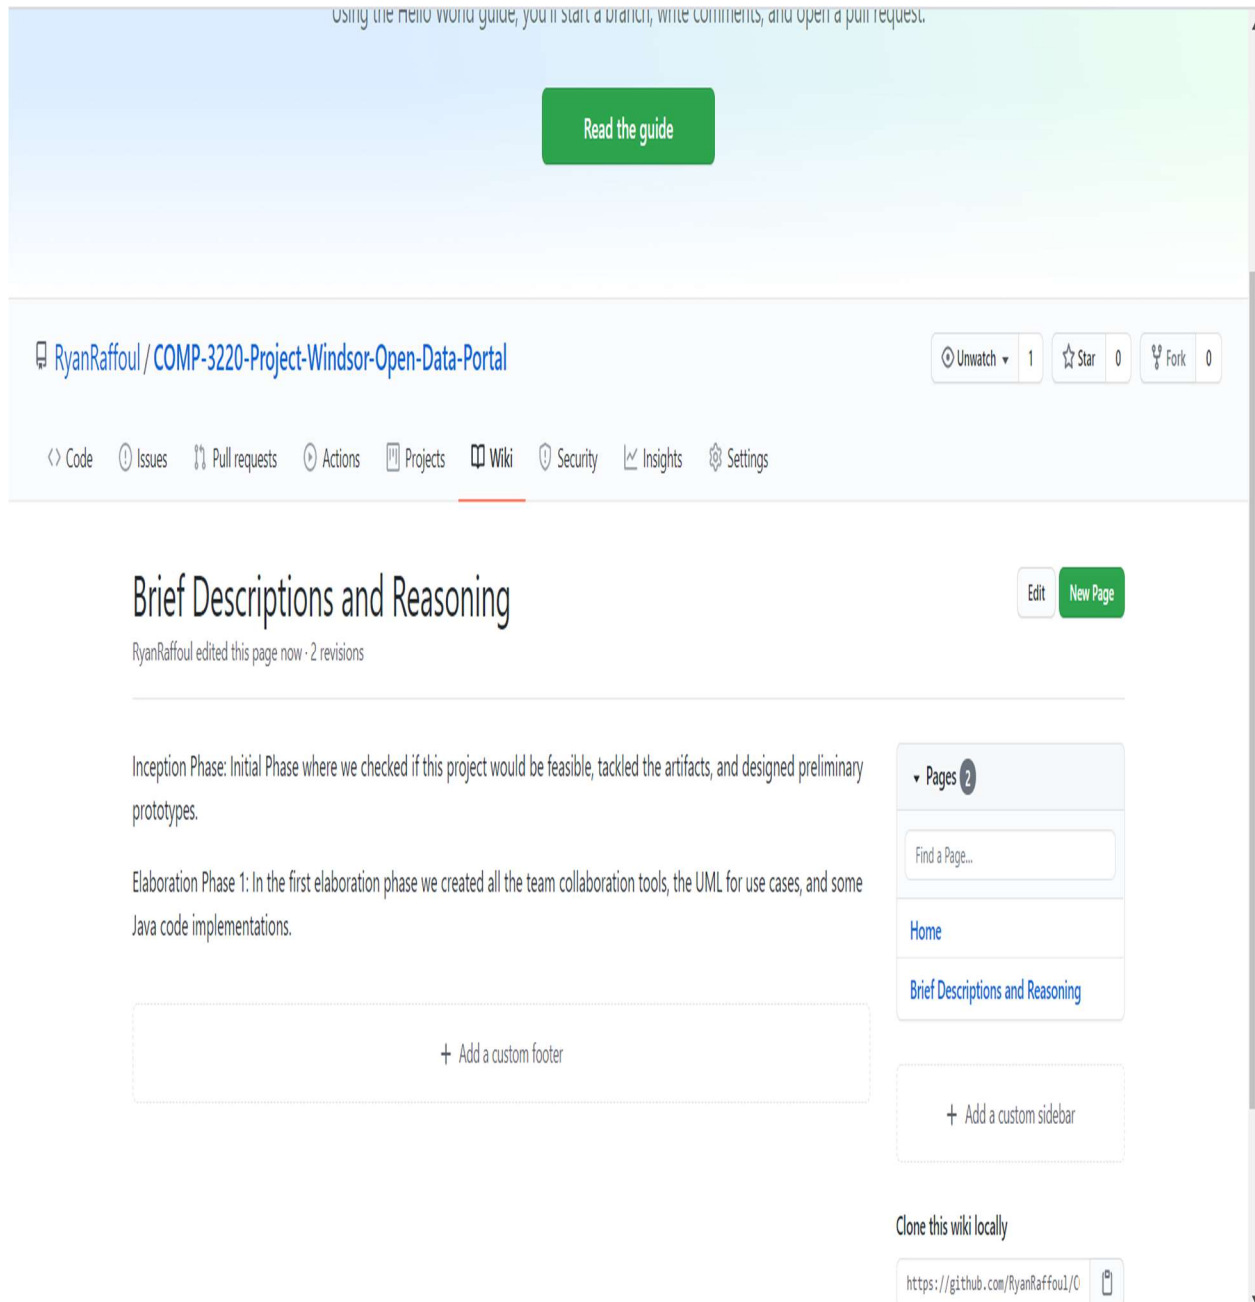 Using the Hello World guide, you'll start a branch, write comments, and open a pull request.
Read the guide
RyanRaffoul / COMP-3220-Project-Windsor-Open-Data-Portal
Unwatch 1 Star 0 Fork 0
Code Issues Pull requests Actions Projects Wiki Security Insights Settings
Brief Descriptions and Reasoning
Edit New Page
RyanRaffoul edited this page now · 2 revisions
Inception Phase: Initial Phase where we checked if this project would be feasible, tackled the artifacts, and designed preliminary
prototypes.
Elaboration Phase 1: In the first elaboration phase we created all the team collaboration tools, the UML for use cases, and some
Java code implementations.
+ Add a custom footer
Pages 2
Find a Page...
Home
Brief Descriptions and Reasoning
+ Add a custom sidebar
Clone this wiki locally
https://github.com/RyanRaffoul/C